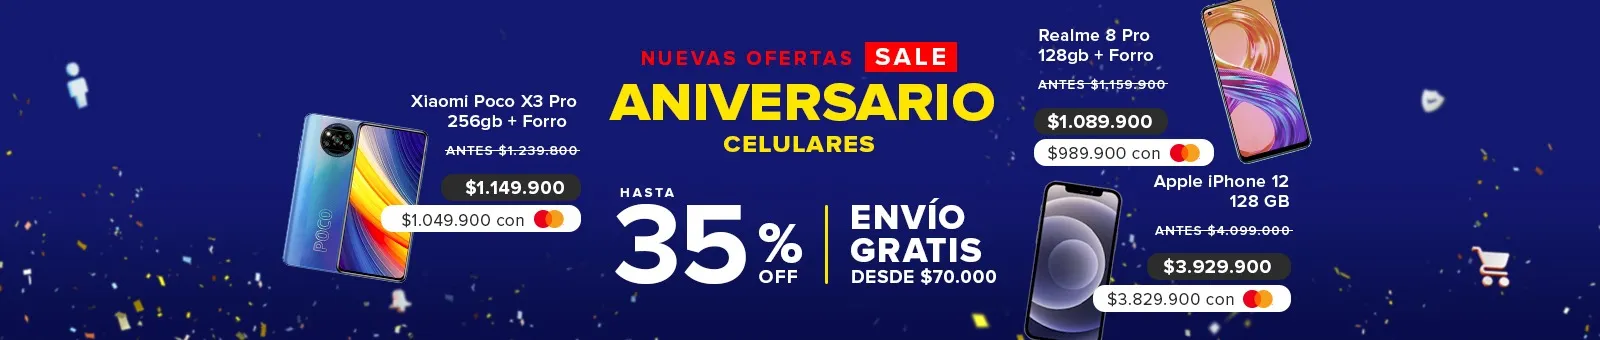 NUEVAS OFERTAS SALE
ANIVERSARIO
CELULARES
HASTA
35% OFF
ENVÍO
GRATIS
DESDE $70.000
Xiaomi Poco X3 Pro
256gb + Forro
ANTES $1.239.800
$1.149.900
$1.049.900 con
POCO
Realme 8 Pro
128gb + Forro
ANTES $1,159.900
$1.089.900
$989.900 con
Apple iPhone 12
128 GB
ANTES $4.099.000
$3.929.900
$3.829.900 con